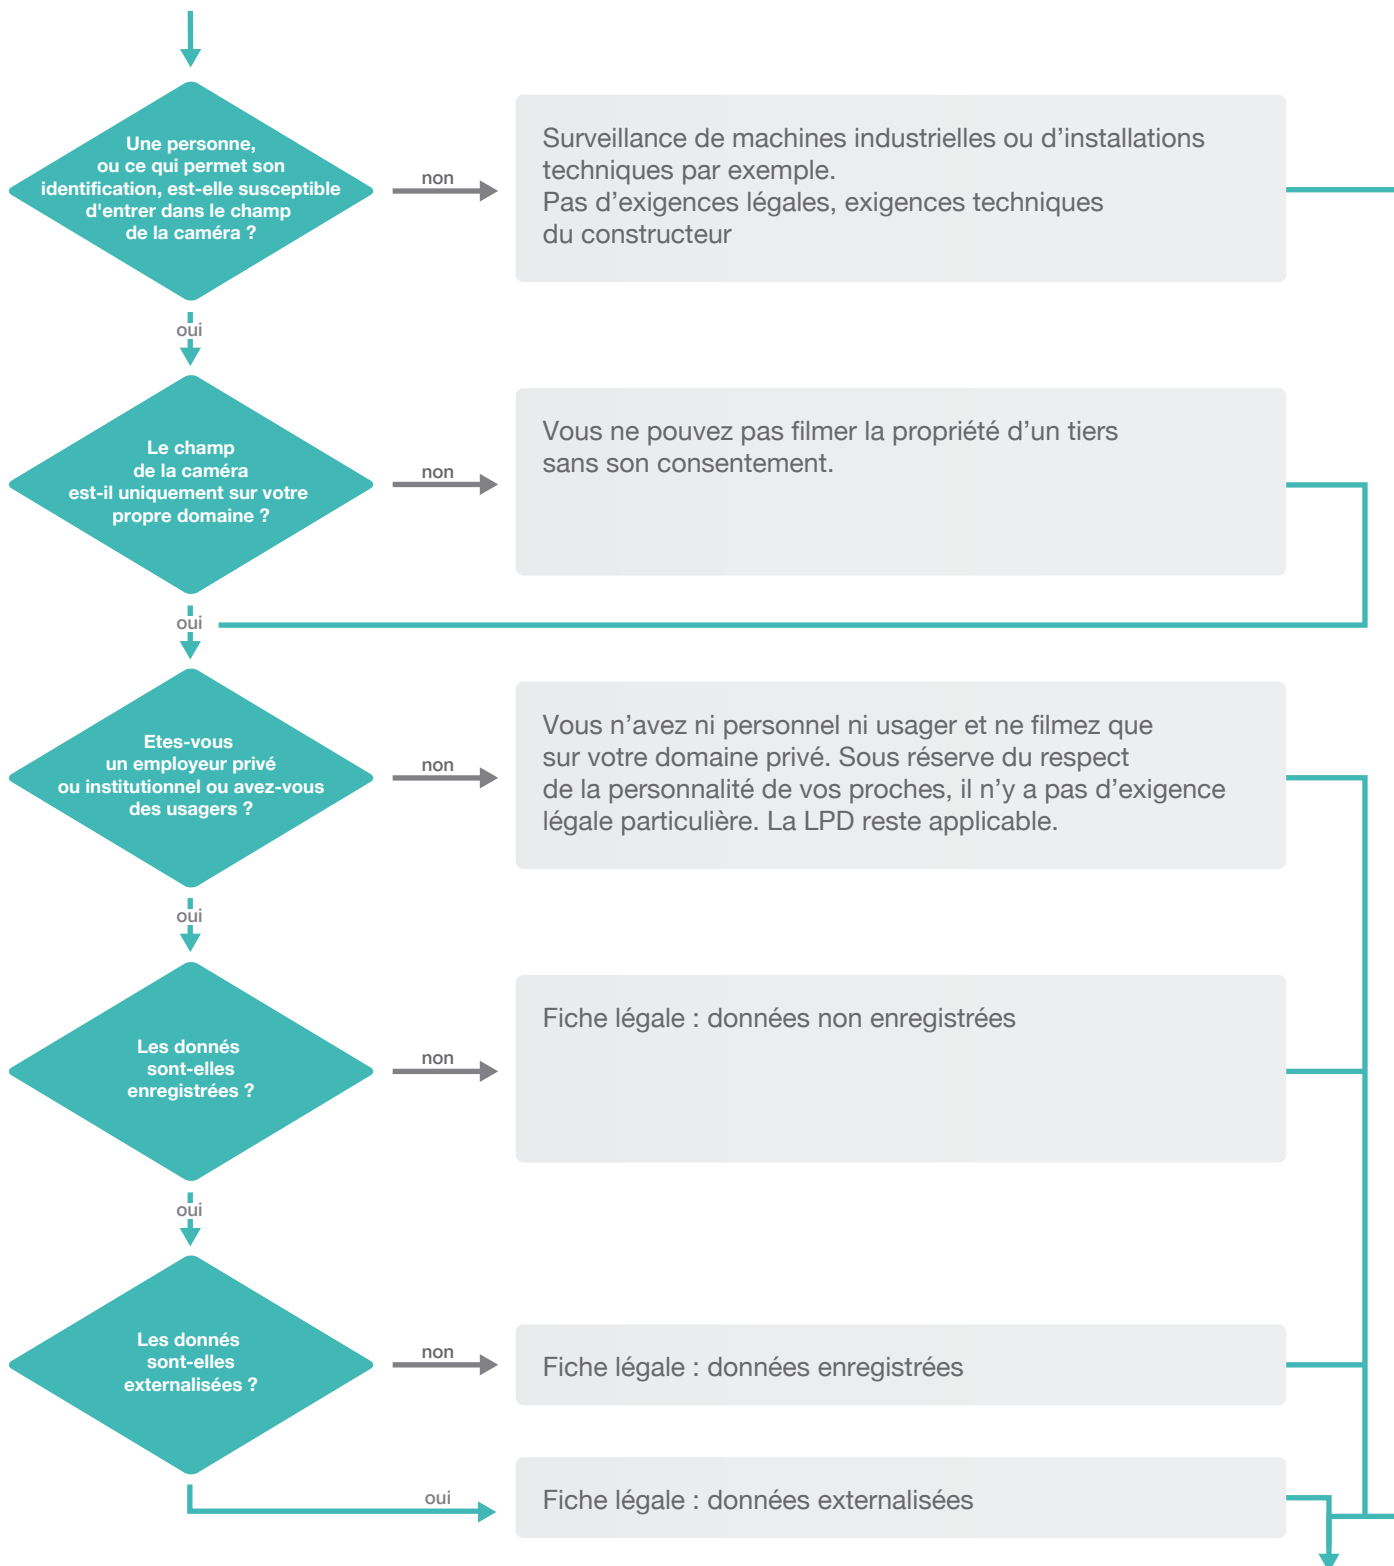 Une personne,
ou ce qui permet son
identification, est-elle susceptible
d'entrer dans le champ
de la caméra ?
non
Surveillance de machines industrielles ou d’installations
techniques par exemple.
Pas d’exigences légales, exigences techniques
du constructeur
oui
Le champ
de la caméra
est-il uniquement sur votre
propre domaine ?
non
Vous ne pouvez pas filmer la propriété d’un tiers
sans son consentement.
oui
Etes-vous
un employeur privé
ou institutionnel ou avez-vous
des usagers ?
non
Vous n’avez ni personnel ni usager et ne filmez que
sur votre domaine privé. Sous réserve du respect
de la personnalité de vos proches, il n’y a pas d’exigence
légale particulière. La LPD reste applicable.
oui
Les donnés
sont-elles
enregistrées ?
non
Fiche légale : données non enregistrées
oui
Les donnés
sont-elles
externalisées ?
non
Fiche légale : données enregistrées
oui
Fiche légale : données externalisées